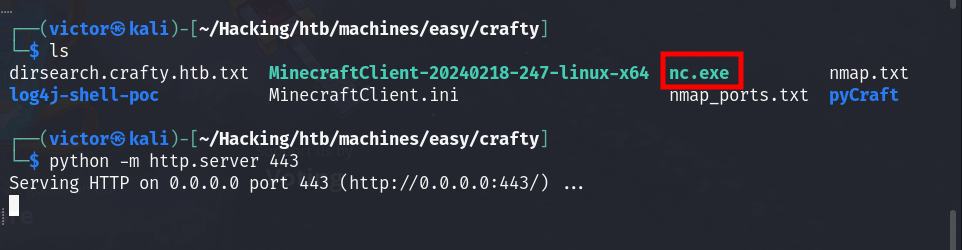 ┌──(victor㉿kali)-[~/Hacking/htb/machines/easy/crafty]
└─$ ls
dirsearch.crafty.htb.txt  MinecraftClient-20240218-247-linux-x64  nc.exe          nmap.txt
log4j-shell-poc           MinecraftClient.ini                     nmap_ports.txt  pyCraft
┌──(victor㉿kali)-[~/Hacking/htb/machines/easy/crafty]
└─$ python -m http.server 443
Serving HTTP on 0.0.0.0 port 443 (http://0.0.0.0:443/) ...